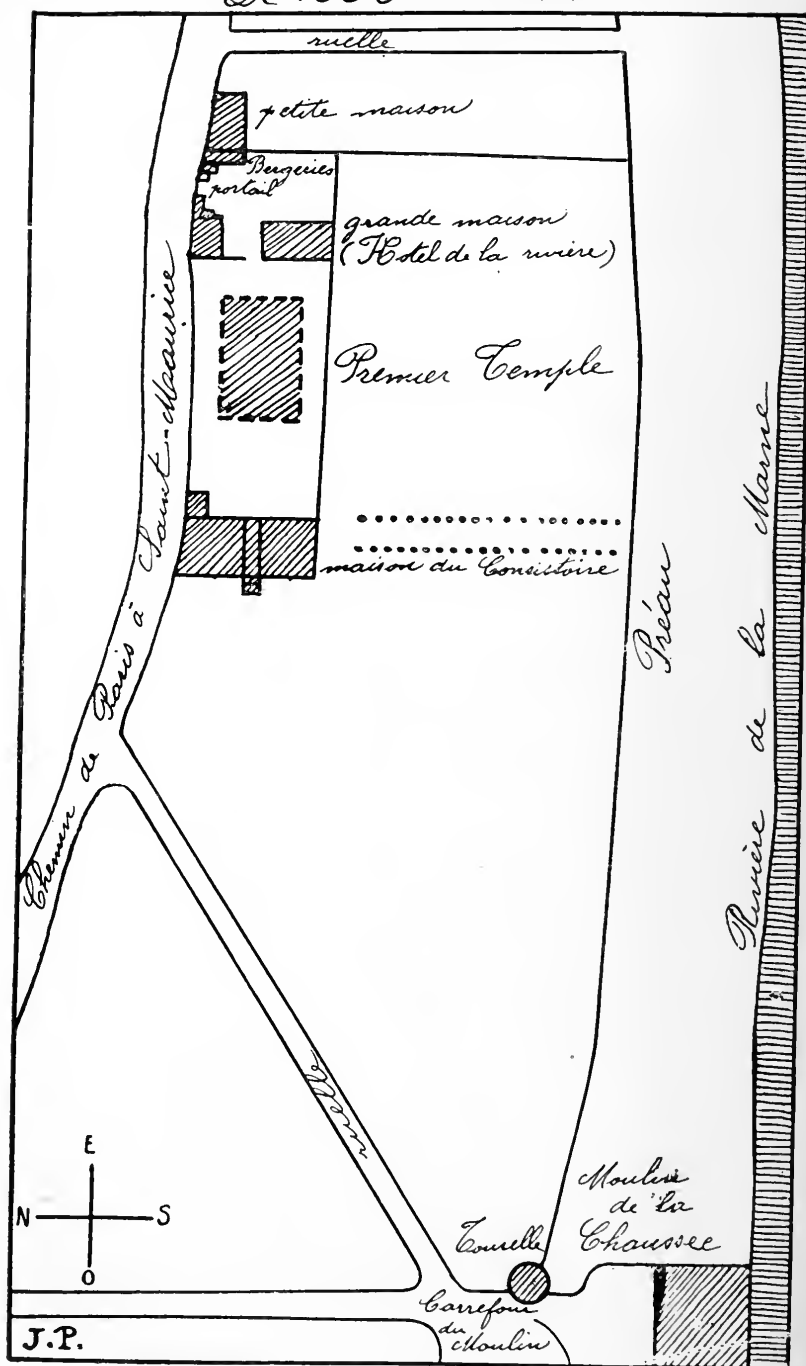 ruelle
petite maison
Bergeries
portail
grande maison
(Hotel de la rivière)
Premier Temple
maison du Consistoire
Chemin de Paris à Saint-Maurice
Préau
Rivière de la Marne
ruelle
E
N S
O
Moulin
de la
Chaussee
Tourelle
Carrefour
du
Moulin
J.P.